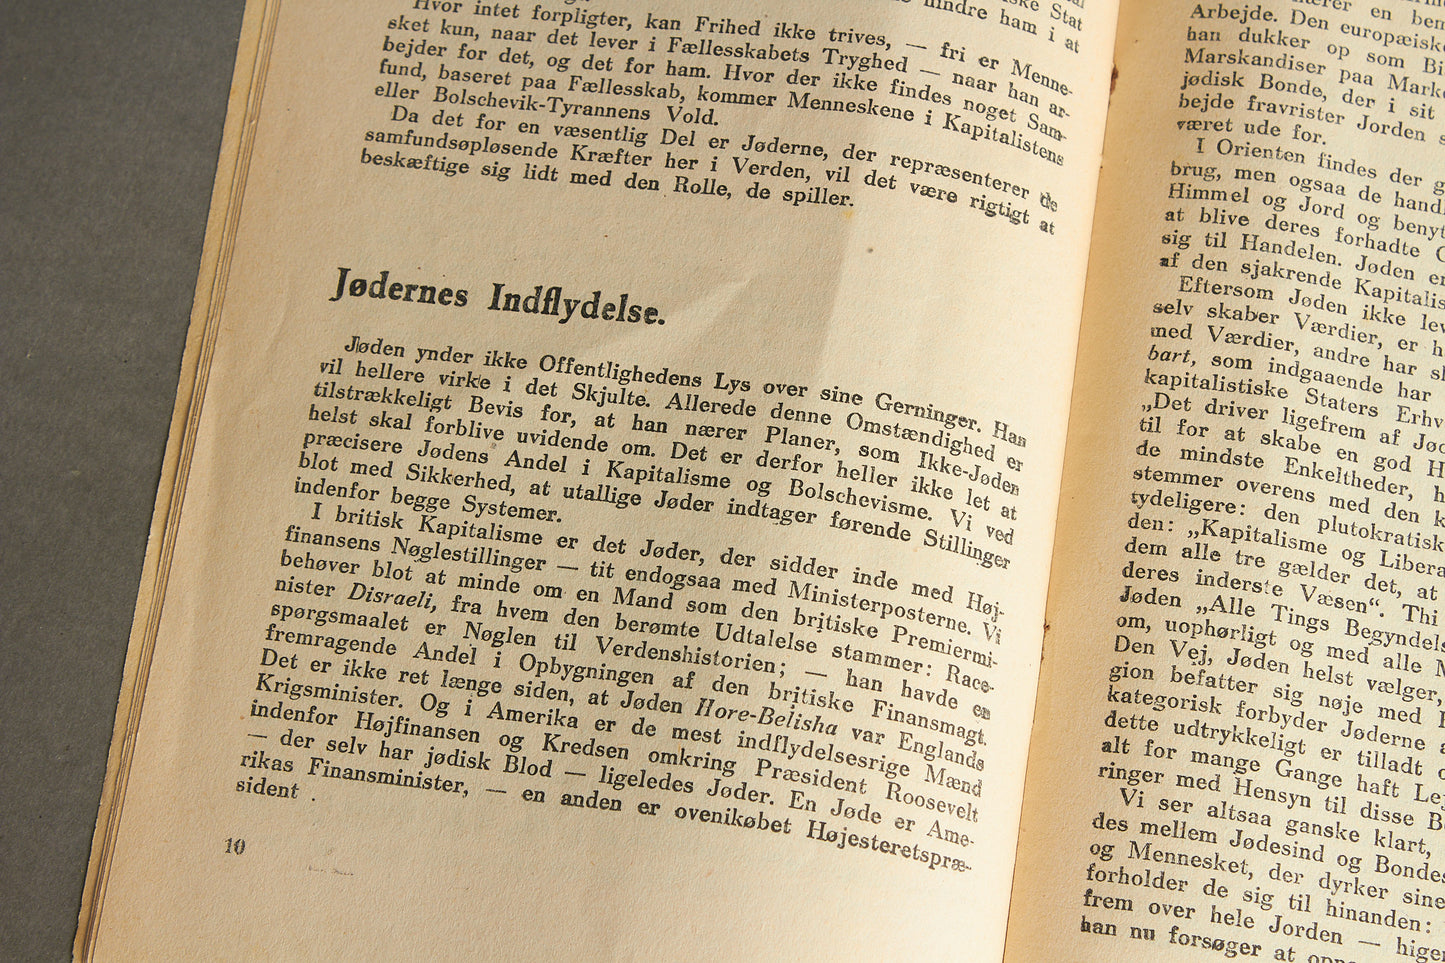 ske Stat
hindre ham i at
Hvor intet forpligter, kan Frihed ikke trives, — fri er Menne-
sket kun, naar det lever i Fællesskabets Tryghed — naar han ar-
bejder for det, og det for ham. Hvor der ikke findes noget Sam-
fund, baseret paa Fællesskab, kommer Menneskene i Kapitalistens
eller Bolschevik-Tyrannens Vold.
Da det for en væsentlig Del er Jøderne, der repræsenterer de
samfundsopløsende Kræfter her i Verden, vil det være rigtigt at
beskæftige sig lidt med den Rolle, de spiller.
Jødernes Indflydelse.
Jøden ynder ikke Offentlighedens Lys over sine Gerninger. Han
vil hellere virke i det Skjulte. Allerede denne Omstændighed er
tilstrækkeligt Bevis for, at han nærer Planer, som Ikke-Jøden
helst skal forblive uvidende om. Det er derfor heller ikke let at
præcisere Jødens Andel i Kapitalisme og Bolschevisme. Vi ved
blot med Sikkerhed, at utallige Jøder indtager førende Stillinger
indenfor begge Systemer.
I britisk Kapitalisme er det Jøder, der sidder inde med Høj-
finansens Nøglestillinger — tit endogsaa med Ministerposterne. Vi
behøver blot at minde om en Mand som den britiske Premiermi-
nister Disraeli, fra hvem den berømte Udtalelse stammer: Race-
spørgsmaalet er Nøglen til Verdenshistorien; — han havde en
fremragende Andel i Opbygningen af den britiske Finansmagt.
Det er ikke ret længe siden, at Jøden Hore-Belisha var Englands
Krigsminister. Og i Amerika er de mest indflydelsesrige Mænd
indenfor Højfinansen og Kredsen omkring Præsident Roosevelt
— der selv har jødisk Blod — ligeledes Jøder. En Jøde er Ame-
rikas Finansminister, — en anden er ovenikøbet Højesteretspræ-
sident .
10
er en
Arbejde. Den europæisk
han dukker op som
Marskandiser paa
jødisk Bonde, der i sit
bejde fravrister Jorden
været ude for.
I Orienten findes der
brug, men ogsaa de
Himmel og Jord og
at blive deres forhadte
sig til Handelen. Jøden
af den sjakrende
Eftersom Jøden ikke
selv skaber Værdier, er
med Værdier, andre har
bart, som indgaaende har
kapitalistiske Staters
„Det driver ligefrem af
til for at skabe en god
de mindste Enkeltheder,
stemmer overens med den
tydeligere: den
den: „Kapitalisme og
dem alle tre gælder det, at
deres inderste Væsen“. Thi
Jøden „Alle Tings
om, uophørligt og med alle
Den Vej, Jøden helst vælger,
gion befatter sig nøje med
kategorisk forbyder Jøderne
dette udtrykkeligt er tilladt
alt for mange Gange haft
ringer med Hensyn til disse
Vi ser altsaa ganske klart,
des mellem Jødesind og
og Mennesket, der dyrker sine
forholder de sig til hinanden:
frem over hele Jorden —
han nu forsøger at